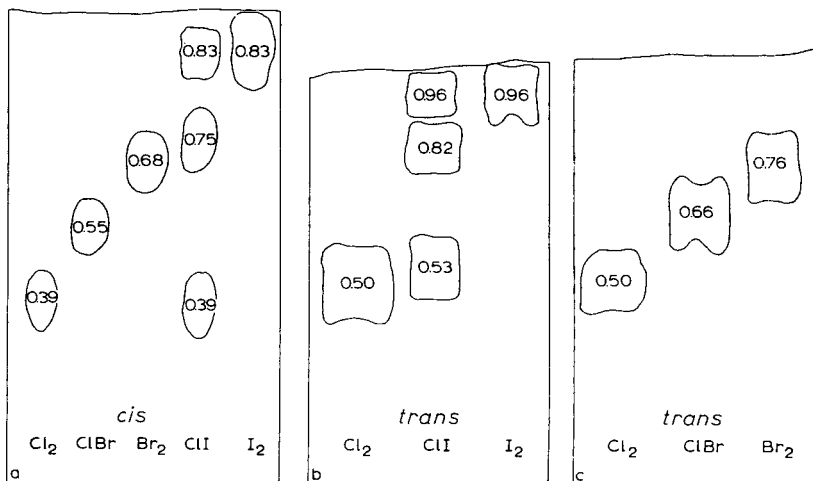 0.83 0.83
0.75
0.68
0.55
0.39 0.39
cis
Cl₂ ClBr Br₂ ClI I₂
a
0.96 0.96
0.82
0.53
0.50
trans
Cl₂ ClI I₂
b
0.76
0.66
0.50
trans
Cl₂ ClBr Br₂
c